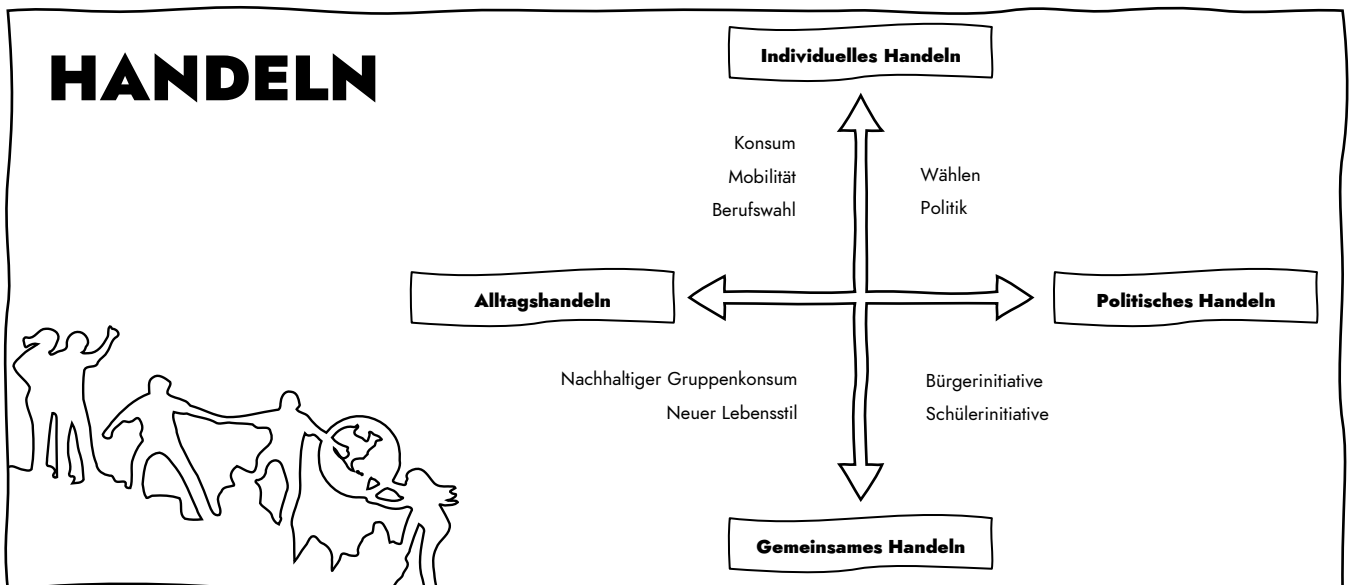 HANDELN
Individuelles Handeln
Konsum
Mobilität
Berufswahl
Wählen
Politik
Alltagshandeln
Politisches Handeln
Nachhaltiger Gruppenkonsum
Neuer Lebensstil
Bürgerinitiative
Schülerinitiative
Gemeinsames Handeln